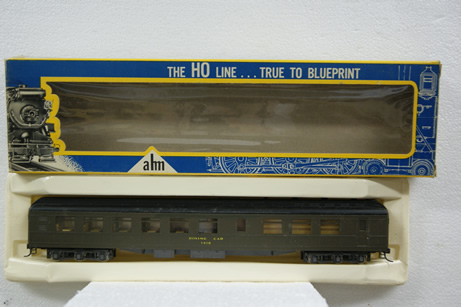 THE HO LINE... TRUE TO BLUEPRINT
ahm
DINING CAR